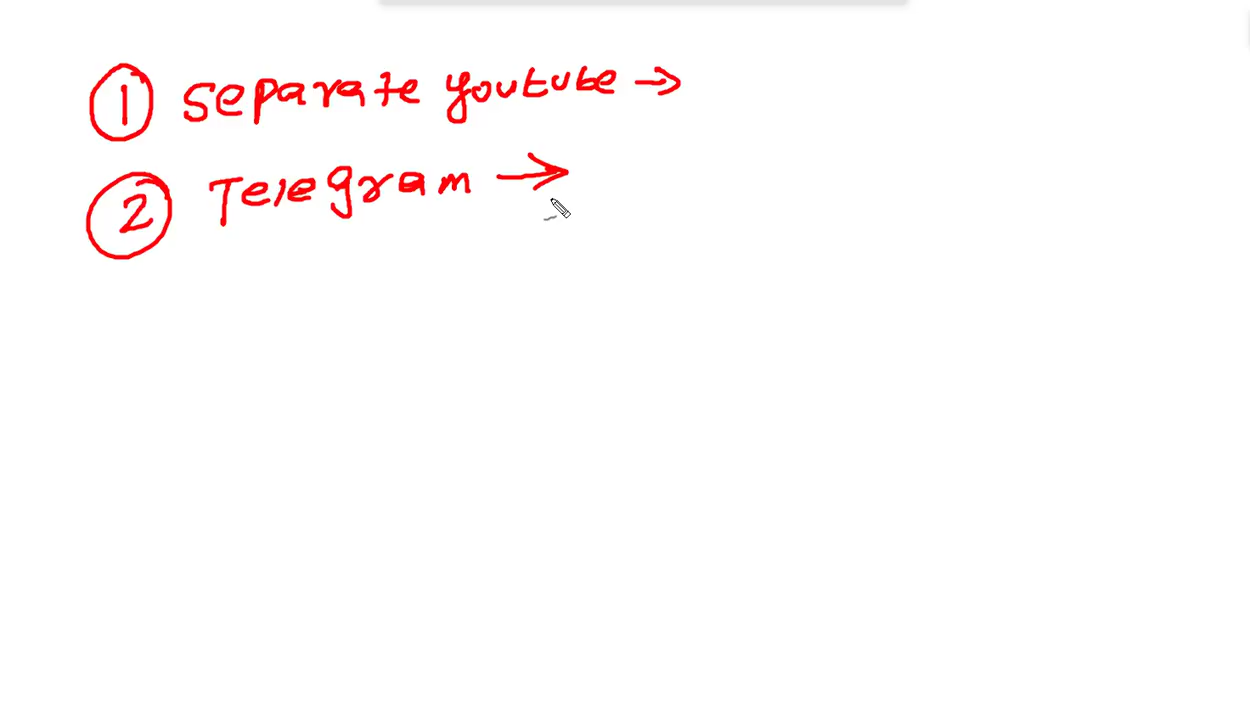 ① Separate youtube →
② Telegram →